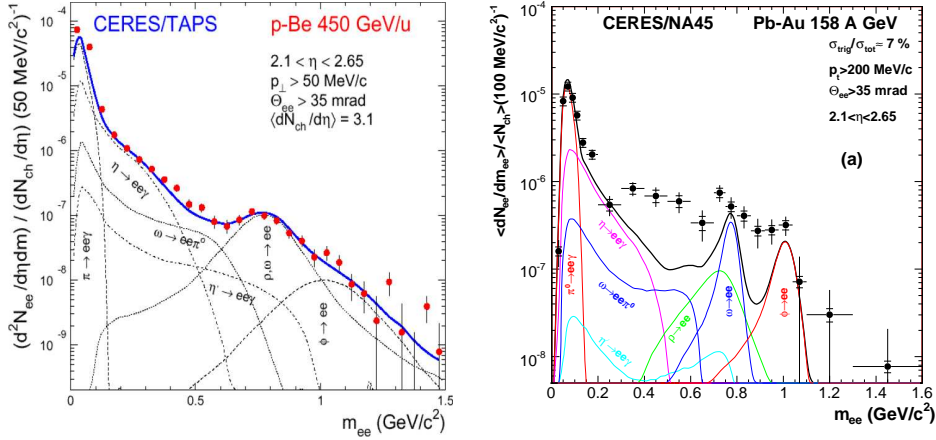 CERES/TAPS p-Be 450 GeV/u
2.1 < η < 2.65
p⊥ > 50 MeV/c
Θee > 35 mrad
⟨dNch/dη⟩ = 3.1
(d²Nee/dηdm) / (dNch/dη) (50 MeV/c²)⁻¹
10⁻⁴
10⁻⁵
10⁻⁶
10⁻⁷
10⁻⁸
10⁻⁹
π → eeγ
η → eeγ
ω → eeπ°
η' → eeγ
ρ,ω → ee
φ → ee
0 0.5 1 1.5
mee (GeV/c²)
CERES/NA45 Pb-Au 158 A GeV
σtrig/σtot ≈ 7 %
pt>200 MeV/c
Θee>35 mrad
2.1<η<2.65
(a)
<dNee/dmee>/<Nch>(100 MeV/c²)⁻¹
10⁻⁵
10⁻⁶
10⁻⁷
10⁻⁸
π⁰→eeγ
η→eeγ
ω→eeπ⁰
η'→eeγ
ρ→ee
ω→ee
φ→ee
0 0.2 0.4 0.6 0.8 1 1.2 1.4 1.6
mee (GeV/c²)